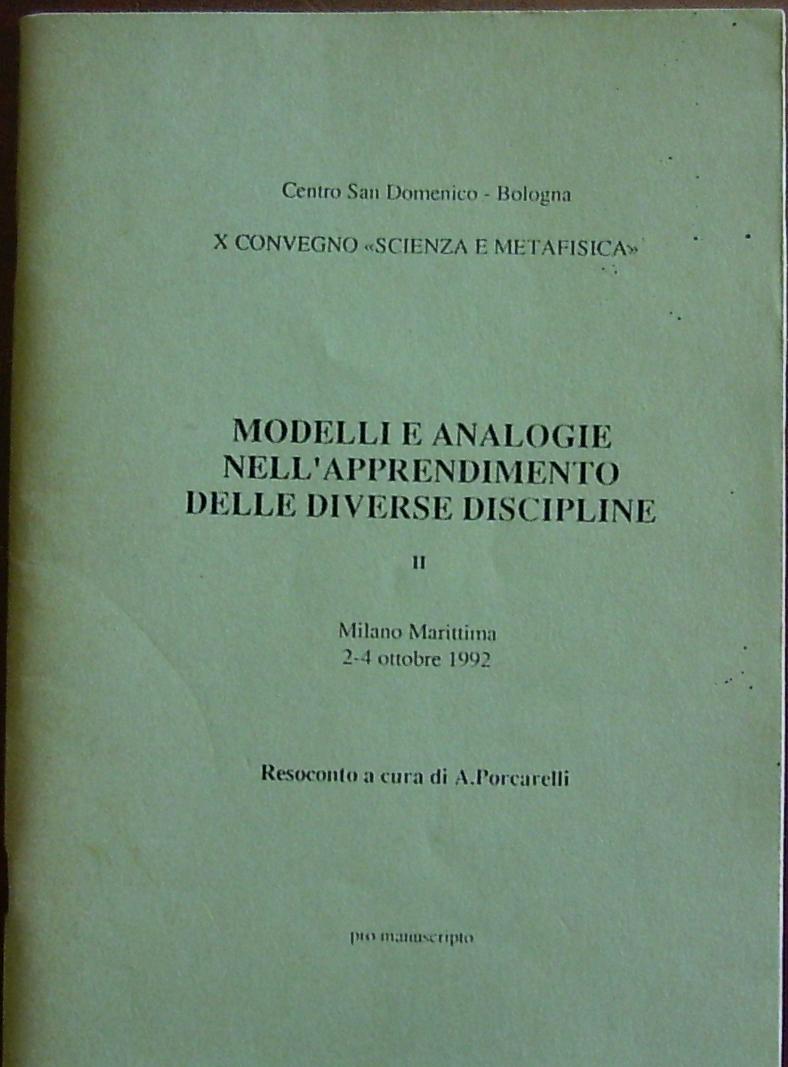 Centro San Domenico - Bologna
X CONVEGNO «SCIENZA E METAFISICA»
MODELLI E ANALOGIE
NELL'APPRENDIMENTO
DELLE DIVERSE DISCIPLINE
II
Milano Marittima
2-4 ottobre 1992
Resoconto a cura di A.Porcarelli
pro manuscripto